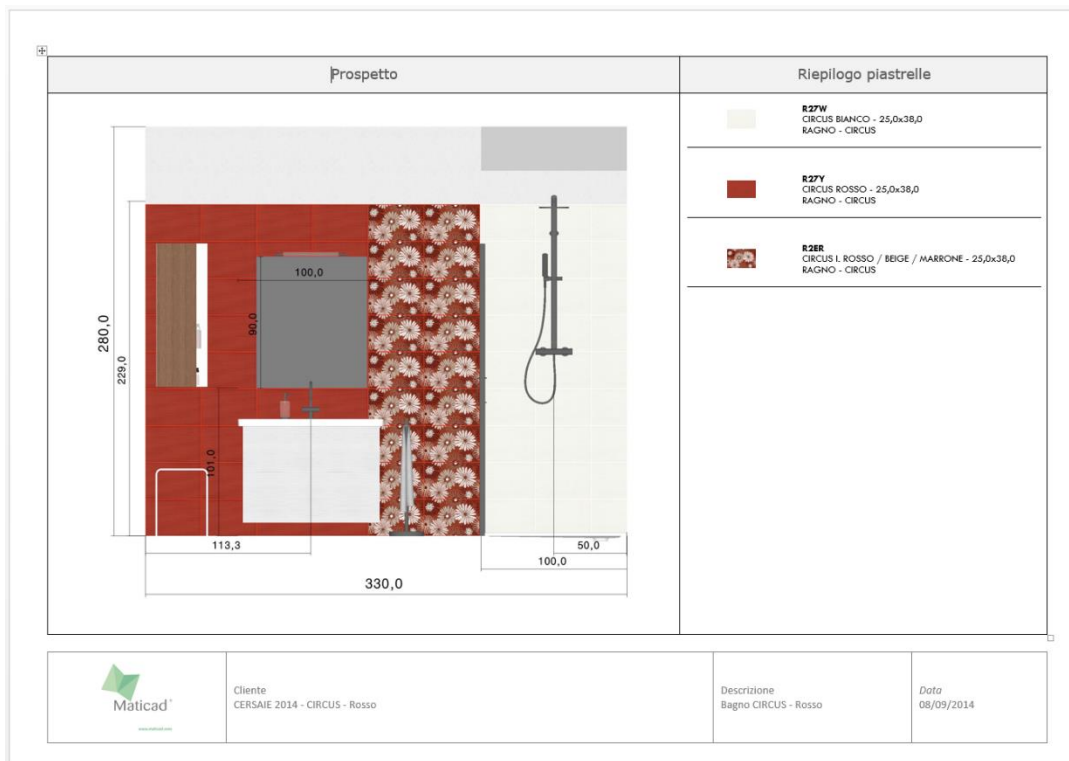 Prospetto
Riepilogo piastrelle
R27W
CIRCUS BIANCO - 25,0x38,0
RAGNO - CIRCUS
R27Y
CIRCUS ROSSO - 25,0x38,0
RAGNO - CIRCUS
R2ER
CIRCUS I. ROSSO / BEIGE / MARRONE - 25,0x38,0
RAGNO - CIRCUS
100,0
90,0
280,0
229,0
101,0
113,3
50,0
100,0
330,0
Maticad
www.maticad.com
Cliente
CERSAIE 2014 - CIRCUS - Rosso
Descrizione
Bagno CIRCUS - Rosso
Data
08/09/2014